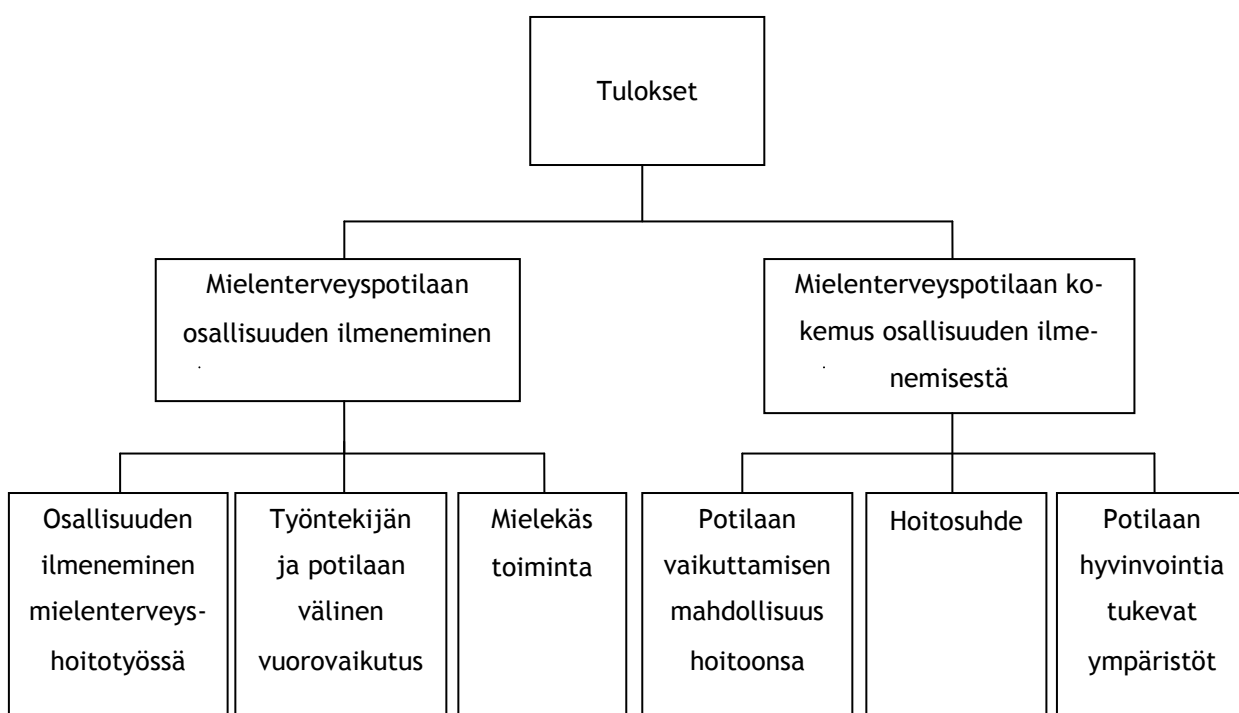 Tulokset
Mielenterveyspotilaan
osallisuuden ilmeneminen
Mielenterveyspotilaan ko-
kemus osallisuuden ilme-
nemisestä
Osallisuuden
ilmeneminen
mielenterveys-
hoitotyössä
Työntekijän
ja potilaan
välinen
vuorovaikutus
Mielekäs
toiminta
Potilaan
vaikuttamisen
mahdollisuus
hoitoonsa
Hoitosuhde
Potilaan
hyvinvointia
tukevat
ympäristöt